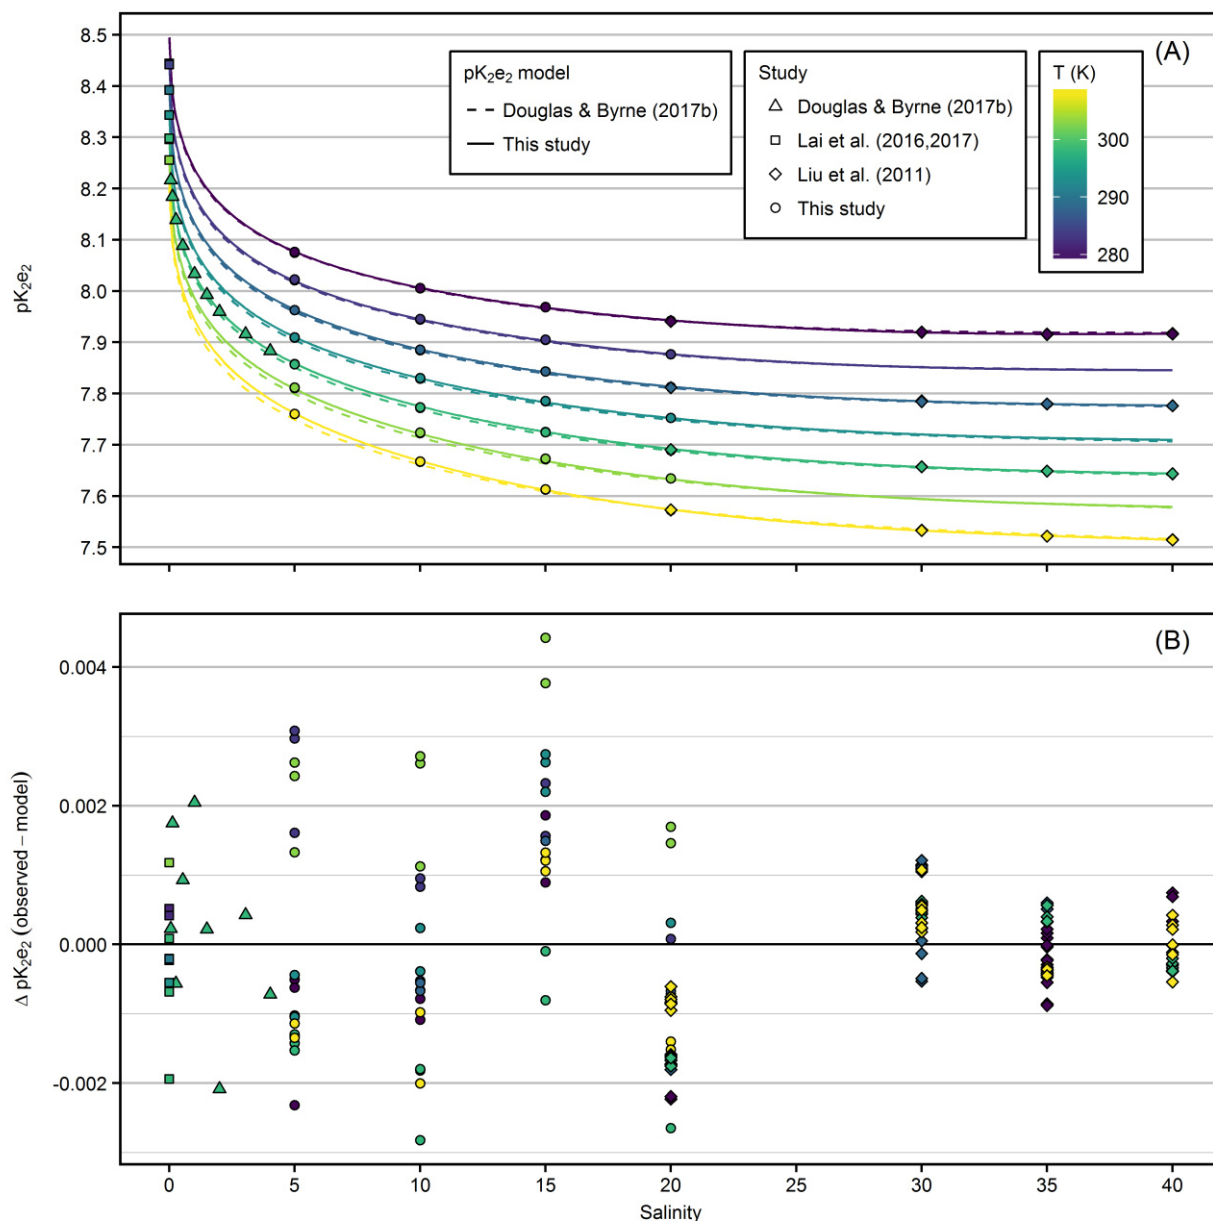 (A)
8.5
8.4
8.3
8.2
8.1
8.0
7.9
7.8
7.7
7.6
7.5
pK₂e₂
pK₂e₂ model
Douglas & Byrne (2017b)
This study
Study
Douglas & Byrne (2017b)
Lai et al. (2016,2017)
Liu et al. (2011)
This study
T (K)
300
290
280
(B)
0.004
0.002
0.000
-0.002
Δ pK₂e₂ (observed – model)
0 5 10 15 20 25 30 35 40
Salinity